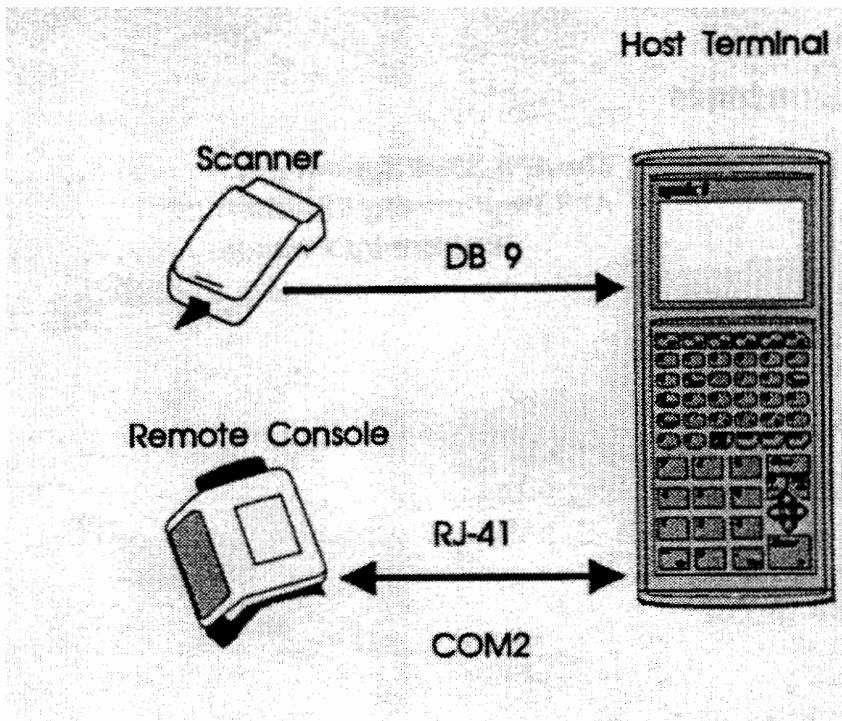 Host Terminal
Scanner
DB 9
Remote Console
RJ-41
COM2